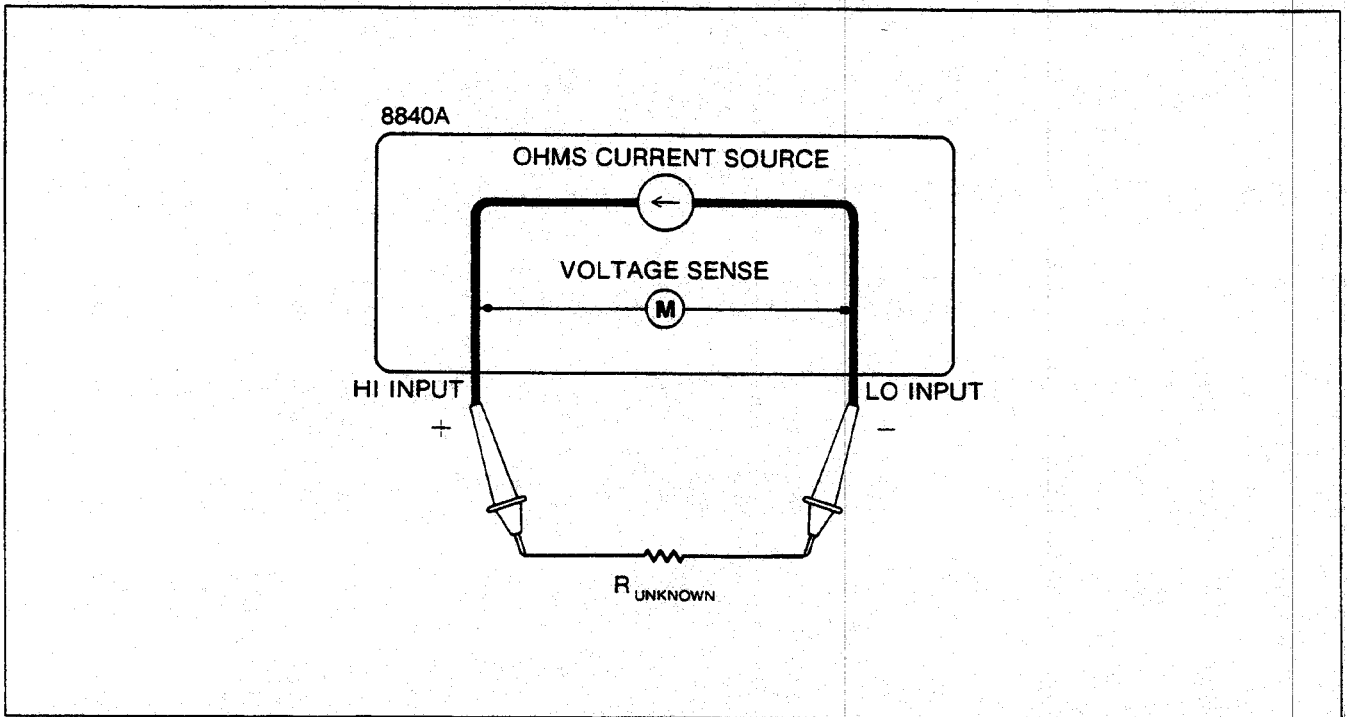 8840A
OHMS CURRENT SOURCE
←
VOLTAGE SENSE
M
HI INPUT
LO INPUT
+
−
R UNKNOWN